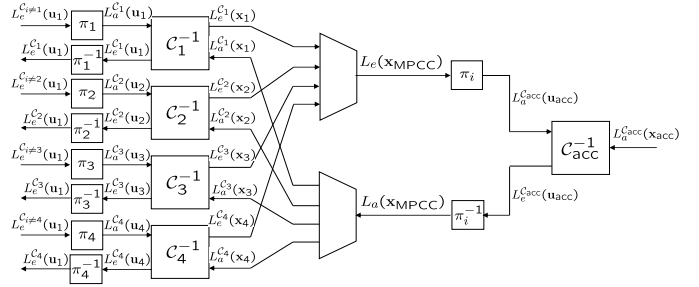 L_e^{C_{i≠1}}(u_1) π_1 L_a^{C_1}(u_1) C_1^{-1} L_e^{C_1}(x_1)
L_e^{C_1}(u_1) π_1^{-1} L_e^{C_1}(u_1) L_a^{C_1}(x_1)
L_e^{C_{i≠2}}(u_1) π_2 L_a^{C_2}(u_2) C_2^{-1} L_e^{C_2}(x_2)
L_e^{C_2}(u_1) π_2^{-1} L_e^{C_2}(u_2) L_a^{C_2}(x_2)
L_e^{C_{i≠3}}(u_1) π_3 L_a^{C_3}(u_3) C_3^{-1} L_e^{C_3}(x_3)
L_e^{C_3}(u_1) π_3^{-1} L_e^{C_3}(u_3) L_a^{C_3}(x_3)
L_e^{C_{i≠4}}(u_1) π_4 L_a^{C_4}(u_4) C_4^{-1} L_e^{C_4}(x_4)
L_e^{C_4}(u_1) π_4^{-1} L_e^{C_4}(u_4) L_a^{C_4}(x_4)
L_e(x_MPCC) π_i L_a^{C_acc}(u_acc)
C_acc^{-1} L_a^{C_acc}(x_acc)
L_a(x_MPCC) π_i^{-1} L_e^{C_acc}(u_acc)